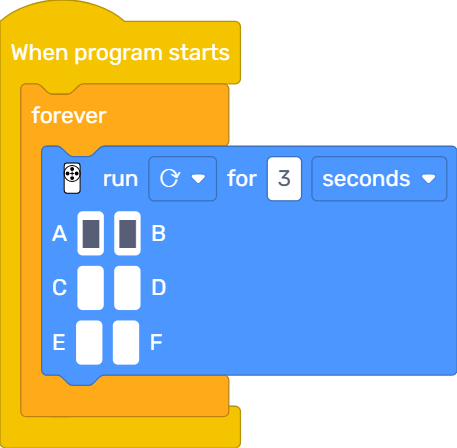 When program starts
forever
run for 3 seconds
A B
C D
E F